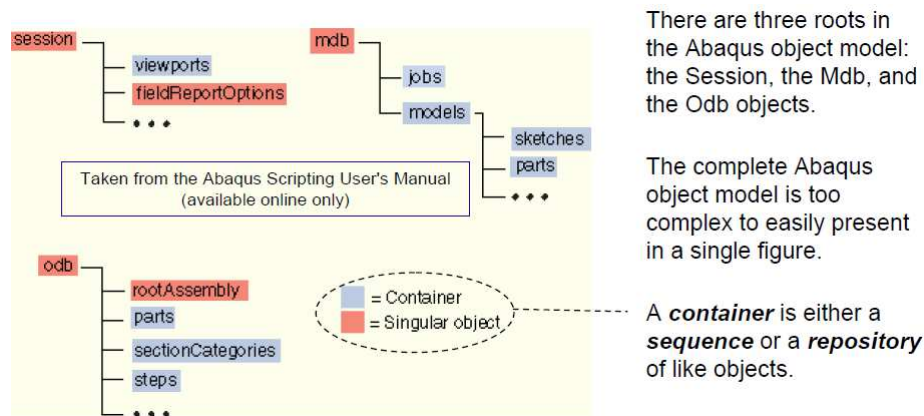 session
viewports
fieldReportOptions
• • •
mdb
jobs
models
sketches
parts
• • •
Taken from the Abaqus Scripting User's Manual
(available online only)
odb
rootAssembly
parts
sectionCategories
steps
• • •
= Container
= Singular object
There are three roots in
the Abaqus object model:
the Session, the Mdb, and
the Odb objects.
The complete Abaqus
object model is too
complex to easily present
in a single figure.
A container is either a
sequence or a repository
of like objects.